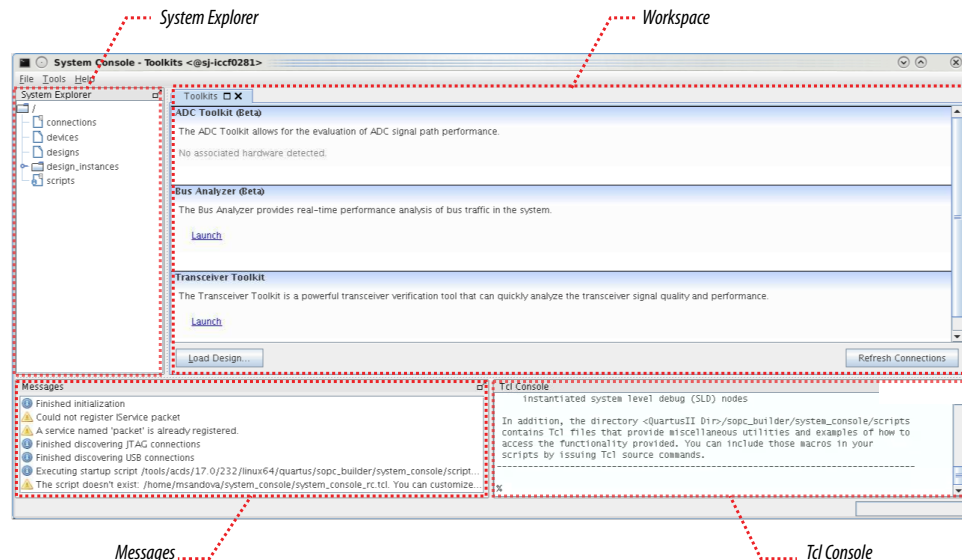 System Explorer
Workspace
System Console - Toolkits <@sj-iccf0281>
File Tools Help
System Explorer
/
connections
devices
designs
design_instances
scripts
Toolkits
ADC Toolkit (Beta)
The ADC Toolkit allows for the evaluation of ADC signal path performance.
No associated hardware detected.
Bus Analyzer (Beta)
The Bus Analyzer provides real-time performance analysis of bus traffic in the system.
Launch
Transceiver Toolkit
The Transceiver Toolkit is a powerful transceiver verification tool that can quickly analyze the transceiver signal quality and performance.
Launch
Load Design...
Refresh Connections
Messages
Finished initialization
Could not register IService packet
A service named 'packet' is already registered.
Finished discovering JTAG connections
Finished discovering USB connections
Executing startup script /tools/acds/17.0/232/linux64/quartus/sopc_builder/system_console/script...
The script doesn't exist: /home/msandova/system_console/system_console_rc.tcl. You can customize...
Tcl Console
instantiated system level debug (SLD) nodes
In addition, the directory <QuartusII Dir>/sopc_builder/system_console/scripts
contains Tcl files that provide miscellaneous utilities and examples of how to
access the functionality provided. You can include those macros in your
scripts by issuing Tcl source commands.
--------------------------------------------------------------------------------
%
Messages
Tcl Console